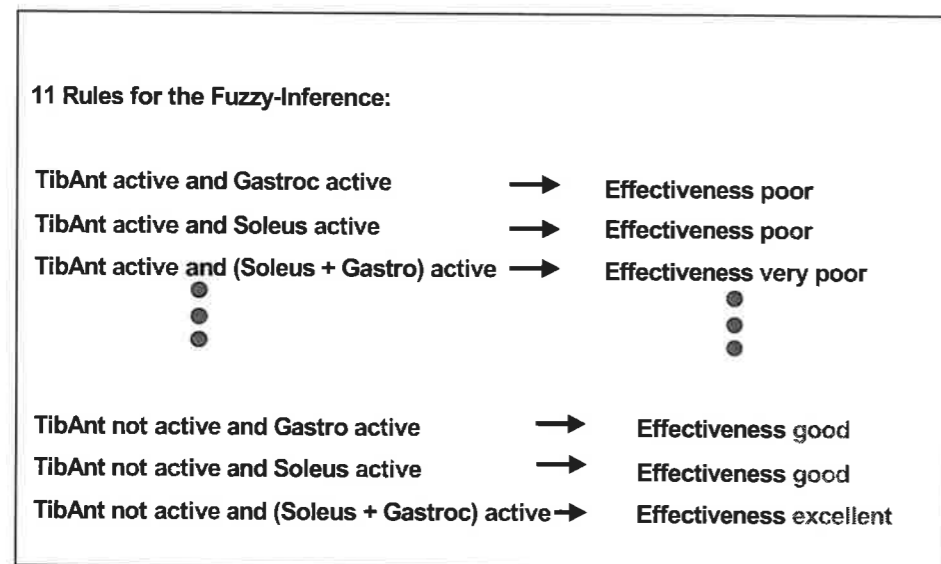 11 Rules for the Fuzzy-Inference:
TibAnt active and Gastroc active → Effectiveness poor
TibAnt active and Soleus active → Effectiveness poor
TibAnt active and (Soleus + Gastro) active → Effectiveness very poor
TibAnt not active and Gastro active → Effectiveness good
TibAnt not active and Soleus active → Effectiveness good
TibAnt not active and (Soleus + Gastroc) active → Effectiveness excellent